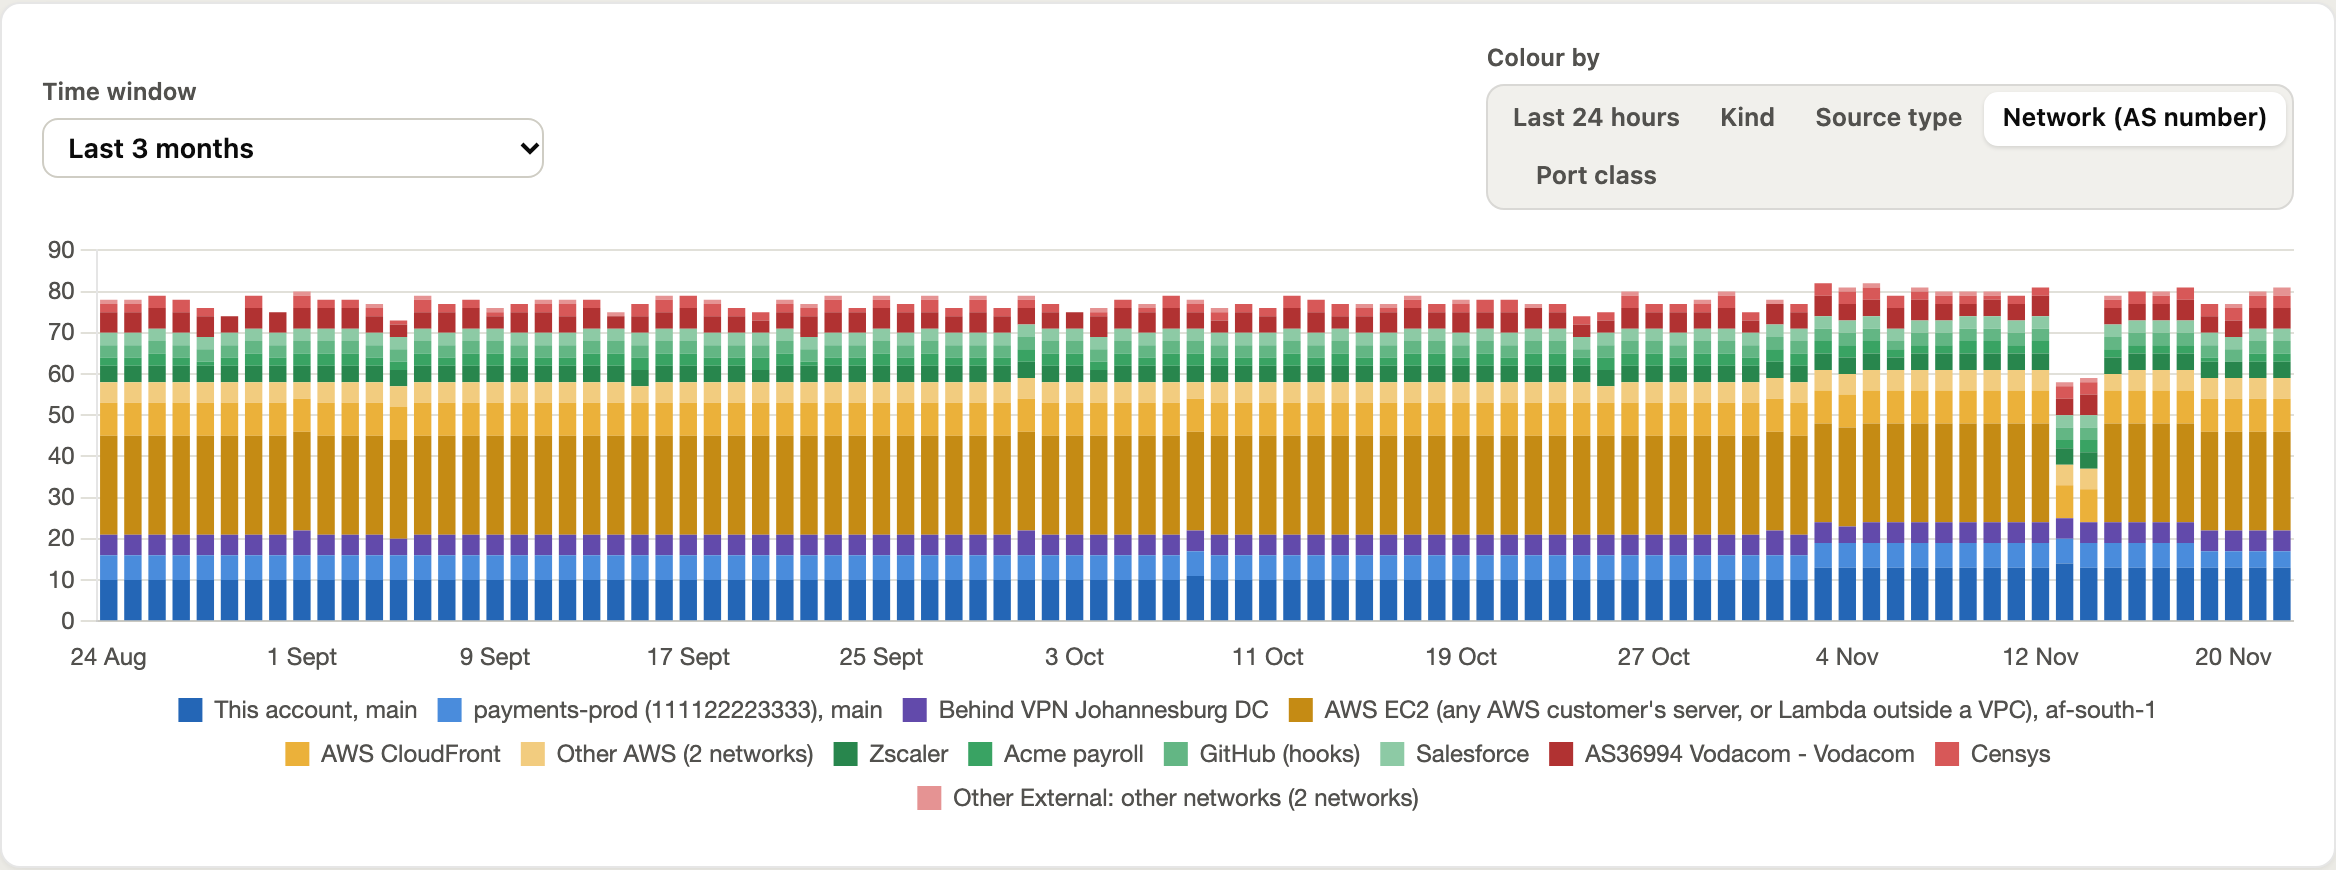 Colour by
Time window
Last 3 months
Last 24 hours Kind Source type Network (AS number)
Port class
90
80
70
60
50
40
30
20
10
0
24 Aug 1 Sept 9 Sept 17 Sept 25 Sept 3 Oct 11 Oct 19 Oct 27 Oct 4 Nov 12 Nov 20 Nov
This account, main payments-prod (111122223333), main Behind VPN Johannesburg DC AWS EC2 (any AWS customer's server, or Lambda outside a VPC), af-south-1
AWS CloudFront Other AWS (2 networks) Zscaler Acme payroll GitHub (hooks) Salesforce AS36994 Vodacom - Vodacom Censys
Other External: other networks (2 networks)